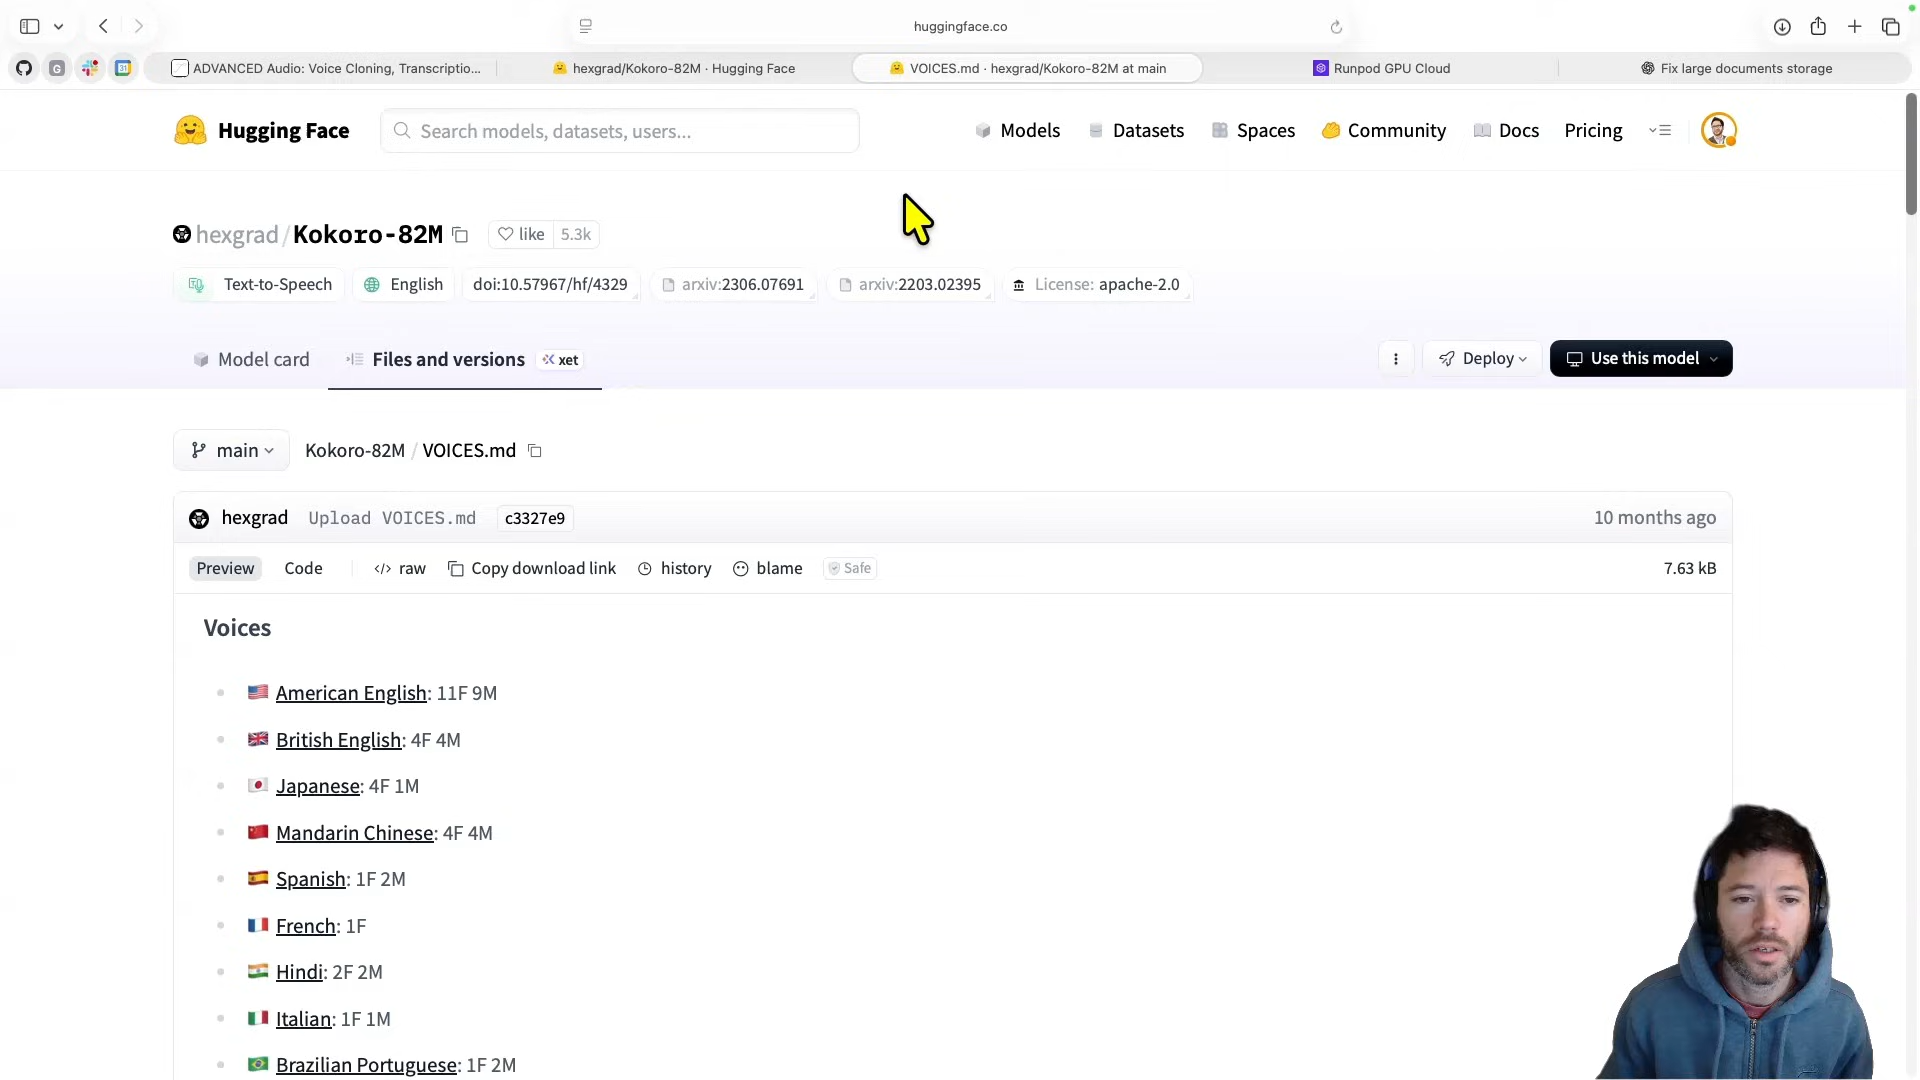 huggingface.co
ADVANCED Audio: Voice Cloning, Transcriptio...
hexgrad/Kokoro-82M · Hugging Face
VOICES.md · hexgrad/Kokoro-82M at main
Runpod GPU Cloud
Fix large documents storage
Hugging Face
Search models, datasets, users...
Models
Datasets
Spaces
Community
Docs
Pricing
hexgrad/Kokoro-82M
like 5.3k
Text-to-Speech
English
doi:10.57967/hf/4329
arxiv:2306.07691
arxiv:2203.02395
License: apache-2.0
Model card
Files and versions
xet
Deploy
Use this model
main
Kokoro-82M / VOICES.md
hexgrad Upload VOICES.md c3327e9
10 months ago
Preview
Code
</> raw
Copy download link
history
blame
Safe
7.63 kB
Voices
American English: 11F 9M
British English: 4F 4M
Japanese: 4F 1M
Mandarin Chinese: 4F 4M
Spanish: 1F 2M
French: 1F
Hindi: 2F 2M
Italian: 1F 1M
Brazilian Portuguese: 1F 2M